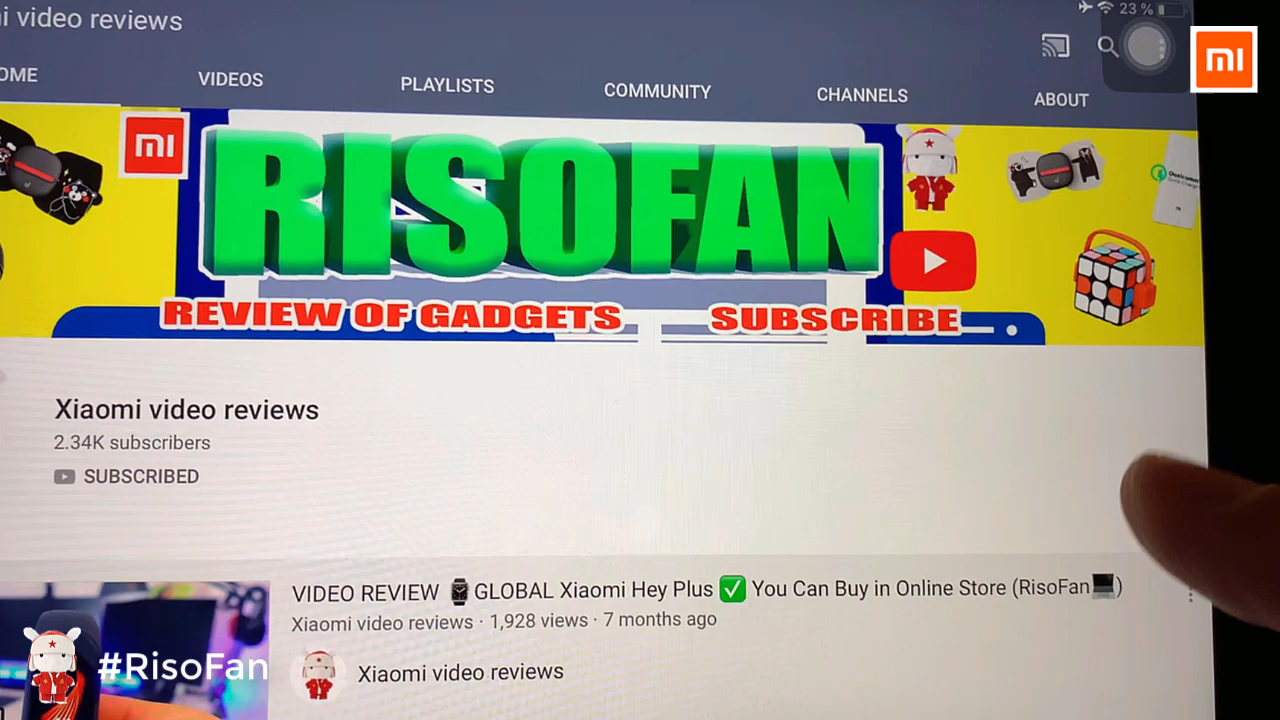 i video reviews
23 %
OME
VIDEOS
PLAYLISTS
COMMUNITY
CHANNELS
ABOUT
mi
mi
RISOFAN
REVIEW OF GADGETS
SUBSCRIBE
Xiaomi video reviews
2.34K subscribers
SUBSCRIBED
VIDEO REVIEW ⌚GLOBAL Xiaomi Hey Plus ✅ You Can Buy in Online Store (RisoFan💻)
Xiaomi video reviews · 1,928 views · 7 months ago
Xiaomi video reviews
#RisoFan